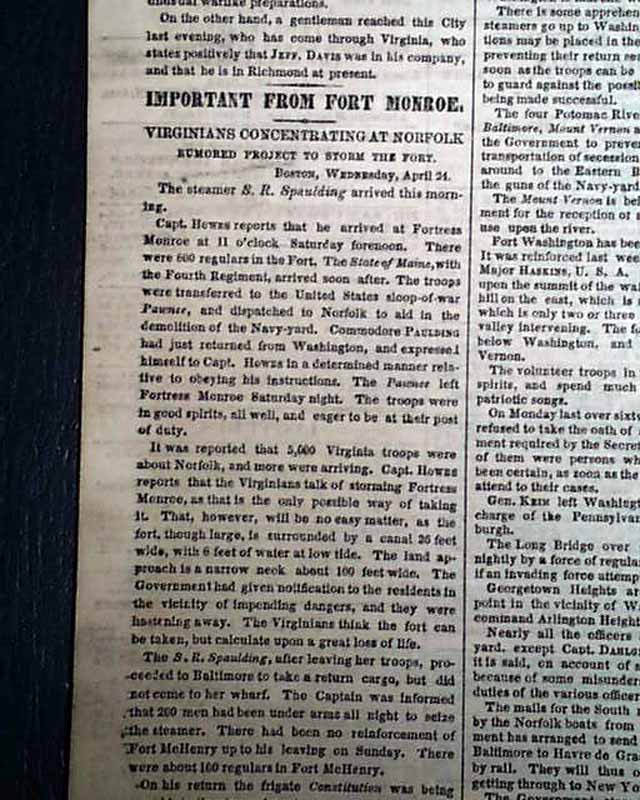 unusual warlike preparations.
On the other hand, a gentleman reached this City
last evening, who has come through Virginia, who
states positively that JEFF. DAVIS was in his company,
and that he is in Richmond at present.
IMPORTANT FROM FORT MONROE.
VIRGINIANS CONCENTRATING AT NORFOLK
RUMORED PROJECT TO STORM THE FORT.
BOSTON, WEDNESDAY, April 24.
The steamer S. R. Spaulding arrived this morn-
ing.
Capt. HOWES reports that he arrived at Fortress
Monroe at 11 o'clock Saturday forenoon. There
were 600 regulars in the Fort. The State of Maine, with
the Fourth Regiment, arrived soon after. The troops
were transferred to the United States sloop-of-war
Pawnee, and dispatched to Norfolk to aid in the
demolition of the Navy-yard. Commodore PAULDING
had just returned from Washington, and expressed
himself to Capt. HOWES in a determined manner rela-
tive to obeying his instructions. The Pawnee left
Fortress Monroe Saturday night. The troops were
in good spirits, all well, and eager to be at their post
of duty.
It was reported that 5,000 Virginia troops were
about Norfolk, and more were arriving. Capt. HOWES
reports that the Virginians talk of storming Fortress
Monroe, as that is the only possible way of taking
it. That, however, will be no easy matter, as the
fort, though large, is surrounded by a canal 36 feet
wide, with 6 feet of water at low tide. The land ap-
proach is a narrow neck about 100 feet wide. The
Government had given notification to the residents in
the vicinity of impending dangers, and they were
hastening away. The Virginians think the fort can
be taken, but calculate upon a great loss of life.
The S. R. Spaulding, after leaving her troops, pro-
ceeded to Baltimore to take a return cargo, but did
not come to her wharf. The Captain was informed
that 200 men had been under arms all night to seize
the steamer. There had been no reinforcement of
Fort McHenry up to his leaving on Sunday. There
were about 100 regulars in Fort McHenry.
On his return the frigate Constitution was being
There is some apprehen
steamers go up to Washin
tions may be placed in the
preventing their return
soon as the troops can be
to guard against the possi
being made successful.
The four Potomac Rive
Baltimore, Mount Vernon a
the Government to preve
transportation of secession
around to the Eastern B
the guns of the Navy-yard
The Mount Vernon is bei
ment for the reception or
use upon the river.
Fort Washington has bee
It was reinforced last wee
Major HASKINS, U. S. A.
upon the summit of the wa
hill on the east, which is
which is only two or three
valley intervening. The fo
below Washington, and
Vernon.
The volunteer troops in
spirits, and spend much
patriotic songs.
On Monday last over sixt
refused to take the oath of
ment required by the Secre
of them were persons wh
been certain, as soon as the
attend to their cases.
Gen. KEIM left Washingt
charge of the Pennsylvan
burgh.
The Long Bridge over
nightly by a force of regula
if an invading force attemp
Georgetown Heights ar
point in the vicinity of W
command Arlington Height
Nearly all the officers
yard, except Capt. DAHLG
it is said, on account of
because of some misunder
duties of the various officer
The mails for the South
by the Norfolk boats from
ment has arranged to send
Baltimore to Havre de Gra
by rail. They will thus
getting through to New Yo
The Government